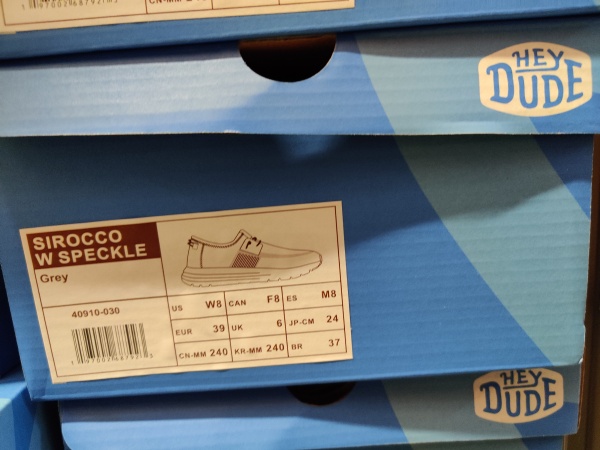 HEY
DUDE
SIROCCO
W SPECKLE
Grey
40910-030
US W8 CAN F8 ES M8
EUR 39 UK 6 JP-CM 24
CN-MM 240 KR-MM 240 BR 37
HEY
DUDE